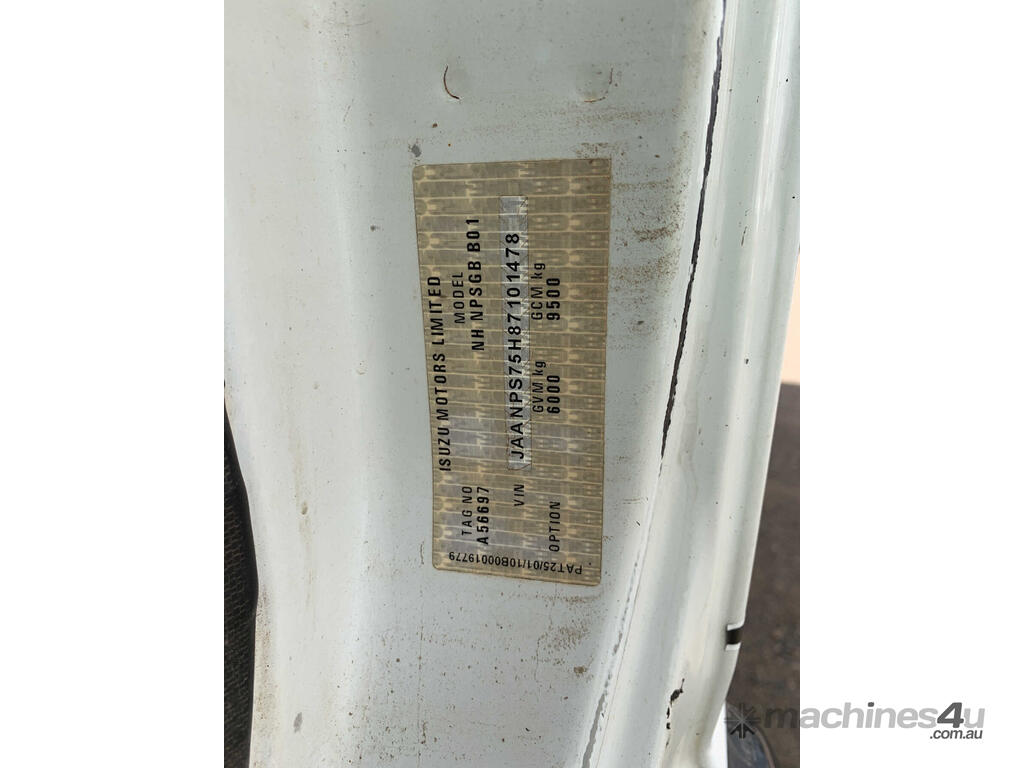 ISUZU MOTORS LIMITED
TAG NO MODEL
A56697 NH NPSGB B01
VIN JAANPS75H87101478
GVM kg GCM kg
OPTION 6000 9500
PAT25/01/10B00019779
machines4u
.com.au